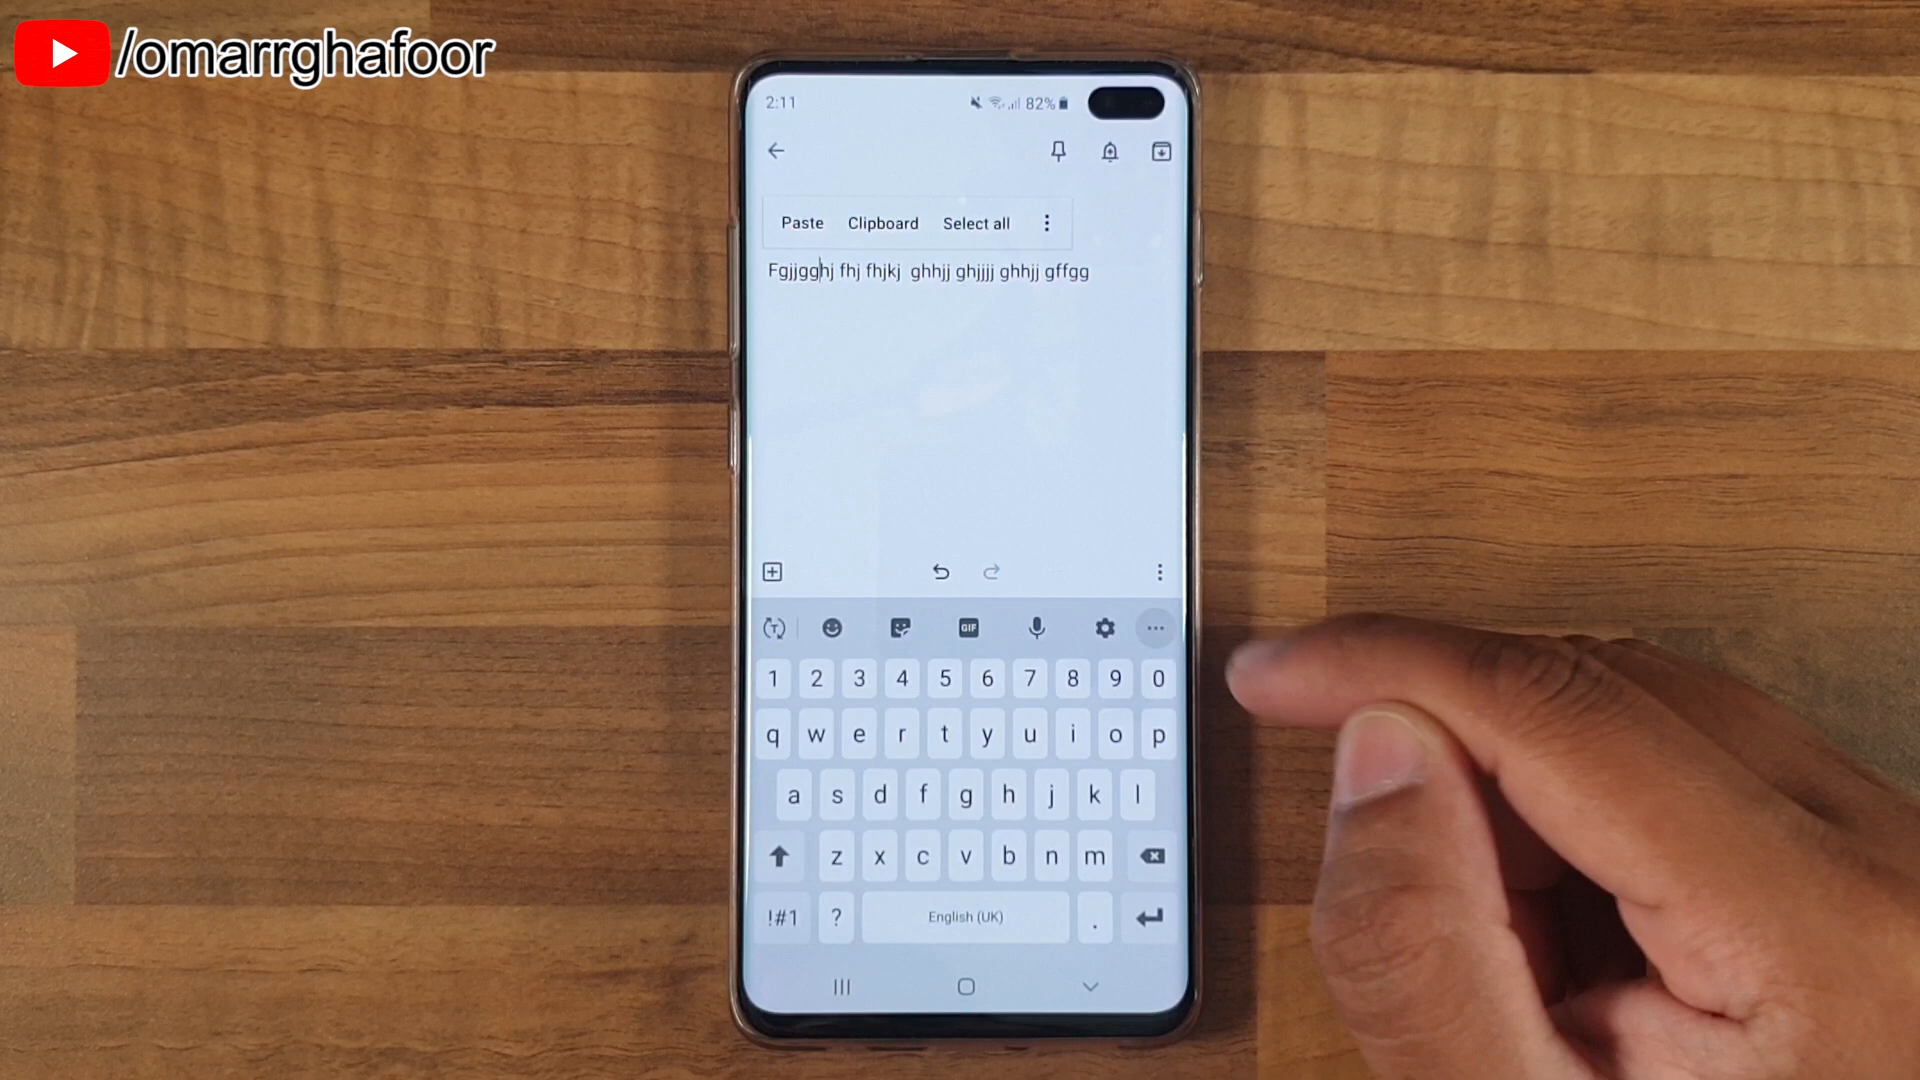 /omarrghafoor
2:11
82%
Paste Clipboard Select all
Fgjjgghj fhj fhjkj ghhjj ghjjjj ghhjj gffgg
T GIF
1 2 3 4 5 6 7 8 9 0
q w e r t y u i o p
a s d f g h j k l
z x c v b n m
!#1 ? English (UK) .